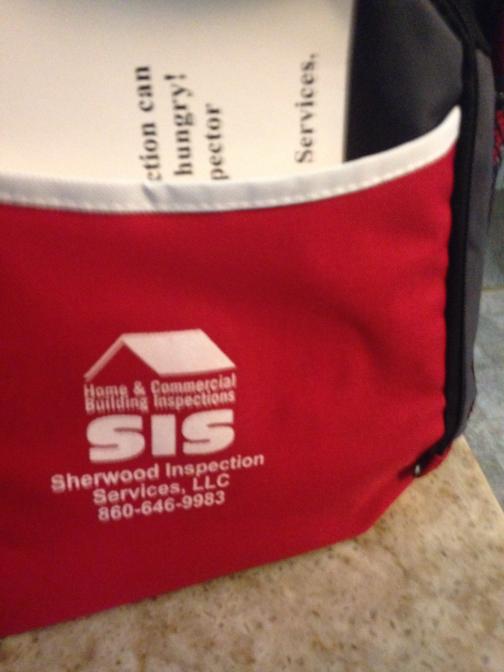 ction can
hungry!
pector
Services,
Home & Commercial
Building Inspections
SIS
Sherwood Inspection
Services, LLC
860-646-9983